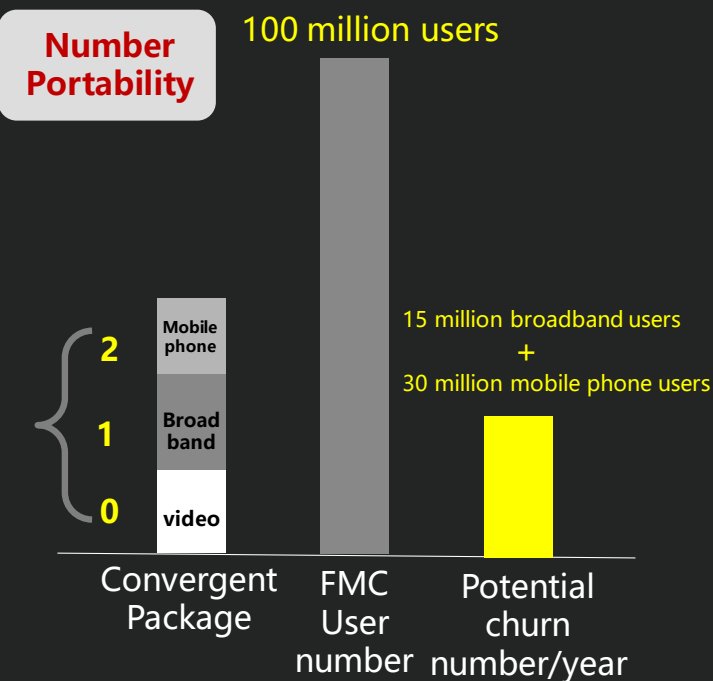 Number
Portability
100 million users
2
Mobile
phone
1
Broad
band
0
video
15 million broadband users
+
30 million mobile phone users
Convergent
Package
FMC
User
number
Potential
churn
number/year